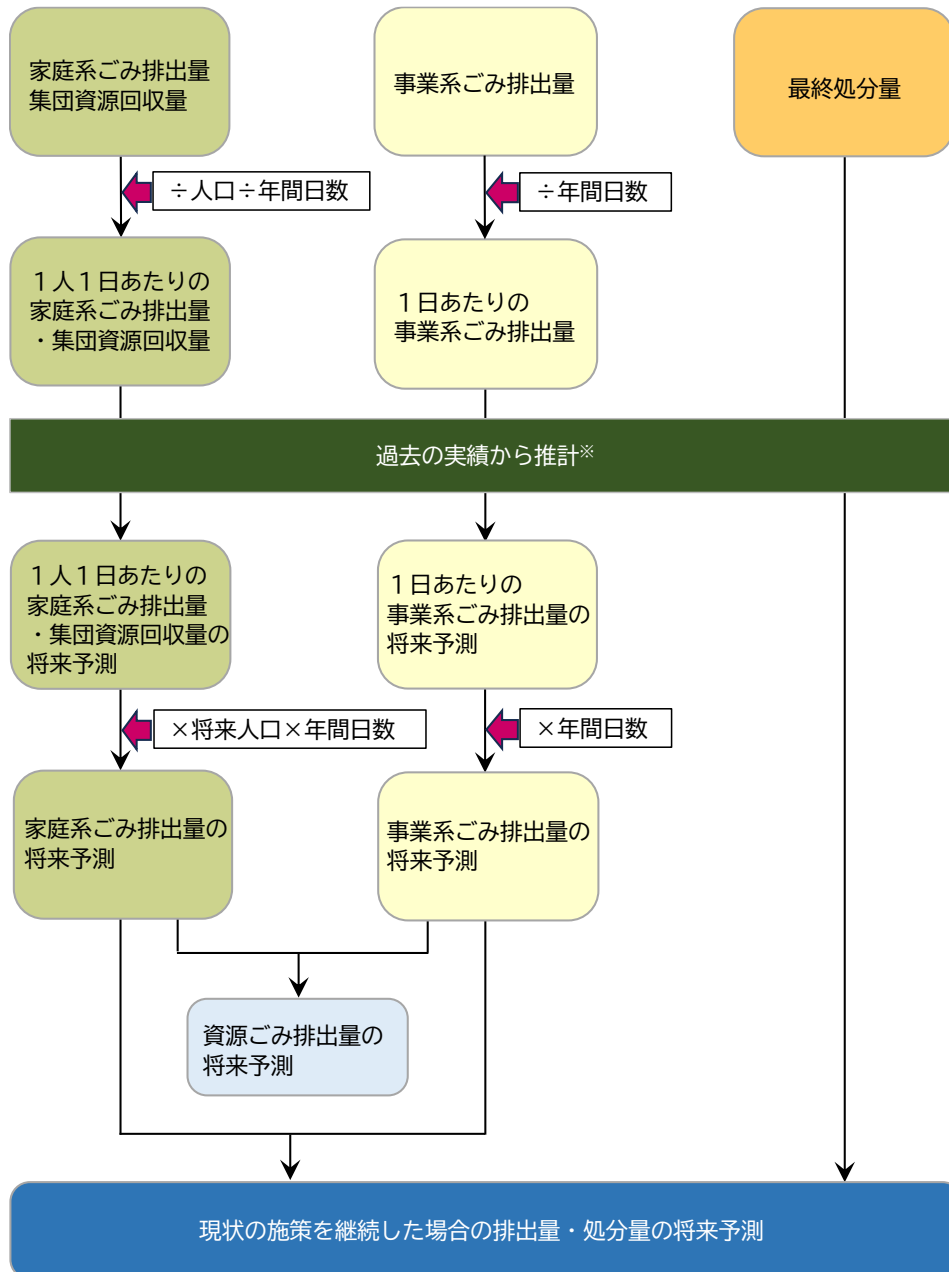 家庭系ごみ排出量
集団資源回収量
事業系ごみ排出量
最終処分量
÷人口÷年間日数
÷年間日数
１人１日あたりの
家庭系ごみ排出量
・集団資源回収量
１日あたりの
事業系ごみ排出量
過去の実績から推計※
１人１日あたりの
家庭系ごみ排出量
・集団資源回収量の
将来予測
１日あたりの
事業系ごみ排出量の
将来予測
×将来人口×年間日数
×年間日数
家庭系ごみ排出量の
将来予測
事業系ごみ排出量の
将来予測
資源ごみ排出量の
将来予測
現状の施策を継続した場合の排出量・処分量の将来予測